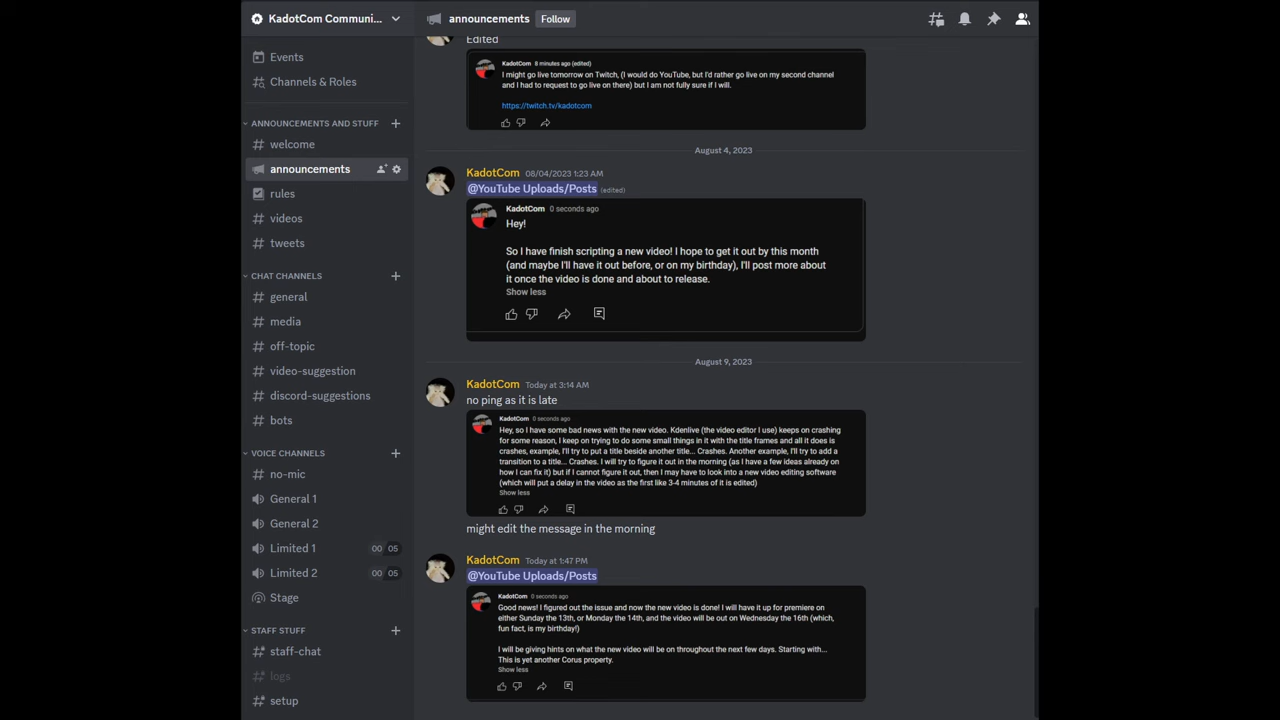 KadotCom Communi...
Events
Channels & Roles
ANNOUNCEMENTS AND STUFF
welcome
announcements
rules
videos
tweets
CHAT CHANNELS
general
media
off-topic
video-suggestion
discord-suggestions
bots
VOICE CHANNELS
no-mic
General 1
General 2
Limited 1 00 05
Limited 2 00 05
Stage
STAFF STUFF
staff-chat
logs
setup
announcements Follow
Edited
KadotCom 8 minutes ago (edited)
I might go live tomorrow on Twitch, (I would do YouTube, but I'd rather go live on my second channel
and I had to request to go live on there) but I am not fully sure if I will.
https://twitch.tv/kadotcom
August 4, 2023
KadotCom 08/04/2023 1:23 AM
@YouTube Uploads/Posts (edited)
KadotCom 0 seconds ago
Hey!
So I have finish scripting a new video! I hope to get it out by this month
(and maybe I'll have it out before, or on my birthday), I'll post more about
it once the video is done and about to release.
Show less
August 9, 2023
KadotCom Today at 3:14 AM
no ping as it is late
KadotCom 0 seconds ago
Hey, so I have some bad news with the new video. Kdenlive (the video editor I use) keeps on crashing
for some reason, I keep on trying to do some small things in it with the title frames and all it does is
crashes, example, I'll try to put a title beside another title... Crashes. Another example, I'll try to add a
transition to a title... Crashes. I will try to figure it out in the morning (as I have a few ideas already on
how I can fix it) but if I cannot figure it out, then I may have to look into a new video editing software
(which will put a delay in the video as the first like 3-4 minutes of it is edited)
Show less
might edit the message in the morning
KadotCom Today at 1:47 PM
@YouTube Uploads/Posts
KadotCom 0 seconds ago
Good news! I figured out the issue and now the new video is done! I will have it up for premiere on
either Sunday the 13th, or Monday the 14th, and the video will be out on Wednesday the 16th (which,
fun fact, is my birthday!)
I will be giving hints on what the new video will be on throughout the next few days. Starting with...
This is yet another Corus property.
Show less